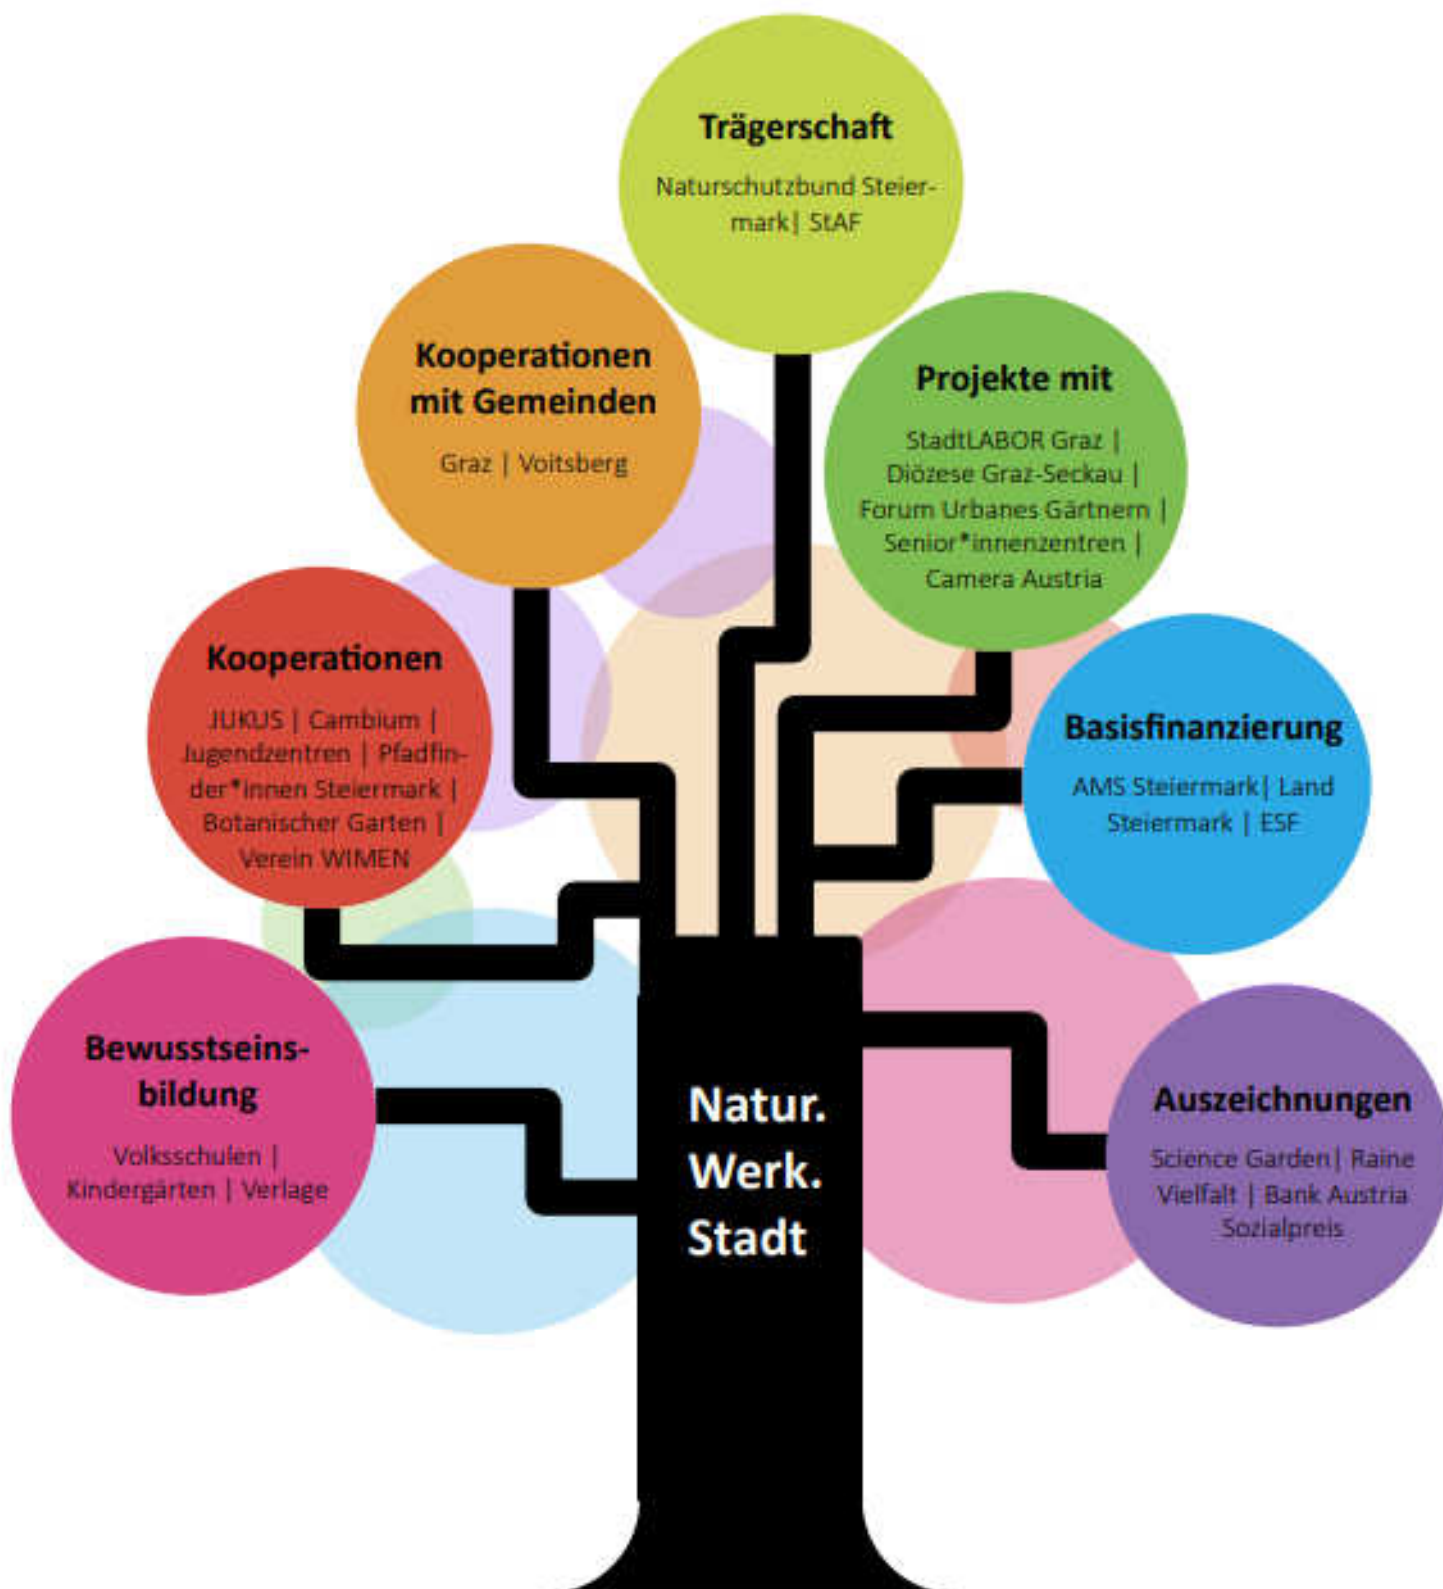 Trägerschaft
Naturschutzbund Steier-
mark| StAF
Kooperationen
mit Gemeinden
Graz | Voitsberg
Projekte mit
StadtLABOR Graz |
Diözese Graz-Seckau |
Forum Urbanes Gärtnern |
Senior*innenzentren |
Camera Austria
Kooperationen
JUKUS | Cambium |
Jugendzentren | Pfadfin-
der*innen Steiermark |
Botanischer Garten |
Verein WIMEN
Basisfinanzierung
AMS Steiermark| Land
Steiermark | ESF
Bewusstseins-
bildung
Volksschulen |
Kindergärten | Verlage
Auszeichnungen
Science Garden| Raine
Vielfalt | Bank Austria
Sozialpreis
Natur.
Werk.
Stadt